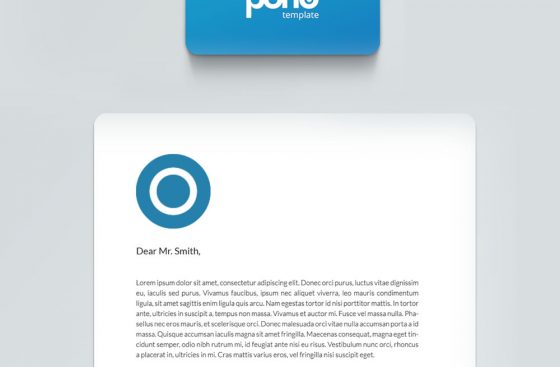 template
Dear Mr. Smith,
Lorem ipsum dolor sit amet, consectetur adipiscing elit. Donec orci purus, luctus vitae dignissim
eu, iaculis sed purus. Vivamus faucibus, ipsum nec aliquet viverra, leo mauris condimentum
ligula, sit amet sagittis enim ligula quis arcu. Nam egestas tortor id nisi porttitor mattis. In tortor
ante, ultricies in suscipit a, tempus non massa. Vivamus et auctor mi. Fusce vel massa nulla. Pha-
sellus nec eros mauris, et scelerisque orci. Donec malesuada orci vitae nulla accumsan porta a id
massa. Quisque accumsan iaculis magna sit amet fringilla. Maecenas consequat, magna et tin-
cidunt semper, odio nibh rutrum mi, id feugiat ante nisi eu risus. Vestibulum nunc orci, rhoncus
a placerat in, ultricies in mi. Cras mattis varius eros, vel fringilla nisi suscipit eget.